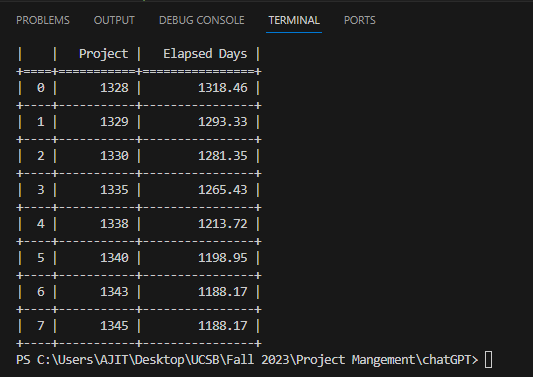 PROBLEMS OUTPUT DEBUG CONSOLE TERMINAL PORTS
|    |   Project |   Elapsed Days |
+====+===========+================+
|  0 |      1328 |        1318.46 |
+----+-----------+----------------+
|  1 |      1329 |        1293.33 |
+----+-----------+----------------+
|  2 |      1330 |        1281.35 |
+----+-----------+----------------+
|  3 |      1335 |        1265.43 |
+----+-----------+----------------+
|  4 |      1338 |        1213.72 |
+----+-----------+----------------+
|  5 |      1340 |        1198.95 |
+----+-----------+----------------+
|  6 |      1343 |        1188.17 |
+----+-----------+----------------+
|  7 |      1345 |        1188.17 |
+----+-----------+----------------+
PS C:\Users\AJIT\Desktop\UCSB\Fall 2023\Project Mangement\chatGPT>